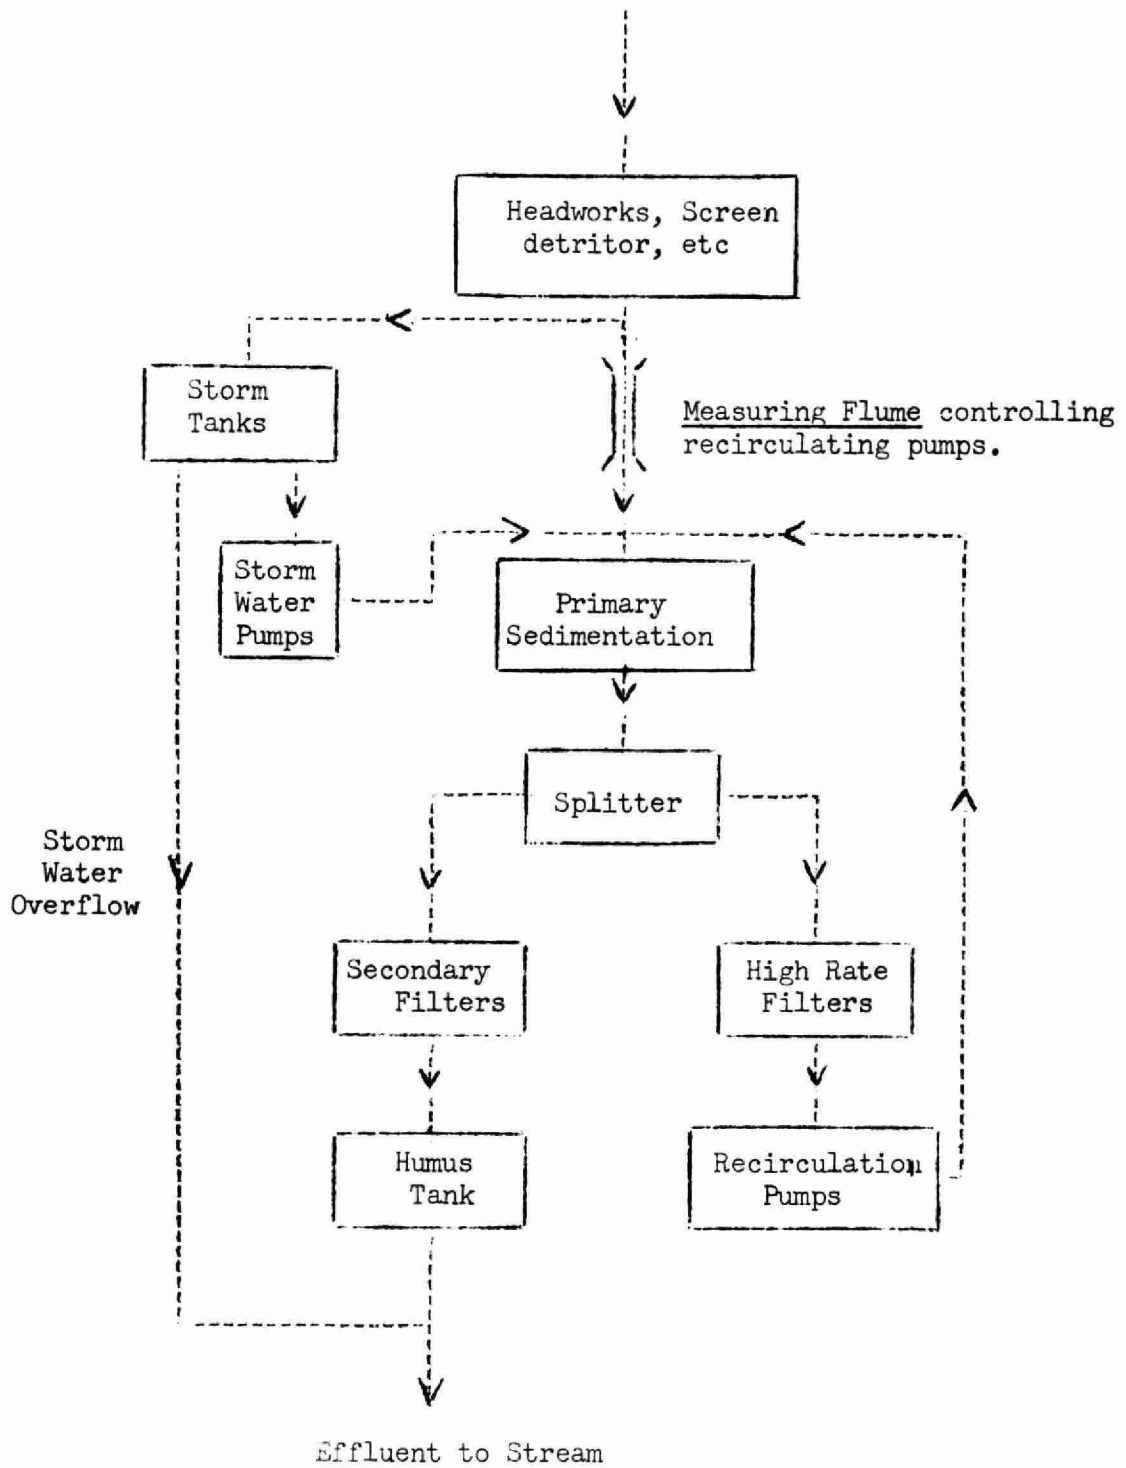 Headworks, Screen
detritor, etc
Storm
Tanks
Measuring Flume controlling
recirculating pumps.
Storm
Water
Pumps
Primary
Sedimentation
Splitter
Storm
Water
Overflow
Secondary
Filters
High Rate
Filters
Humus
Tank
Recirculation
Pumps
Effluent to Stream